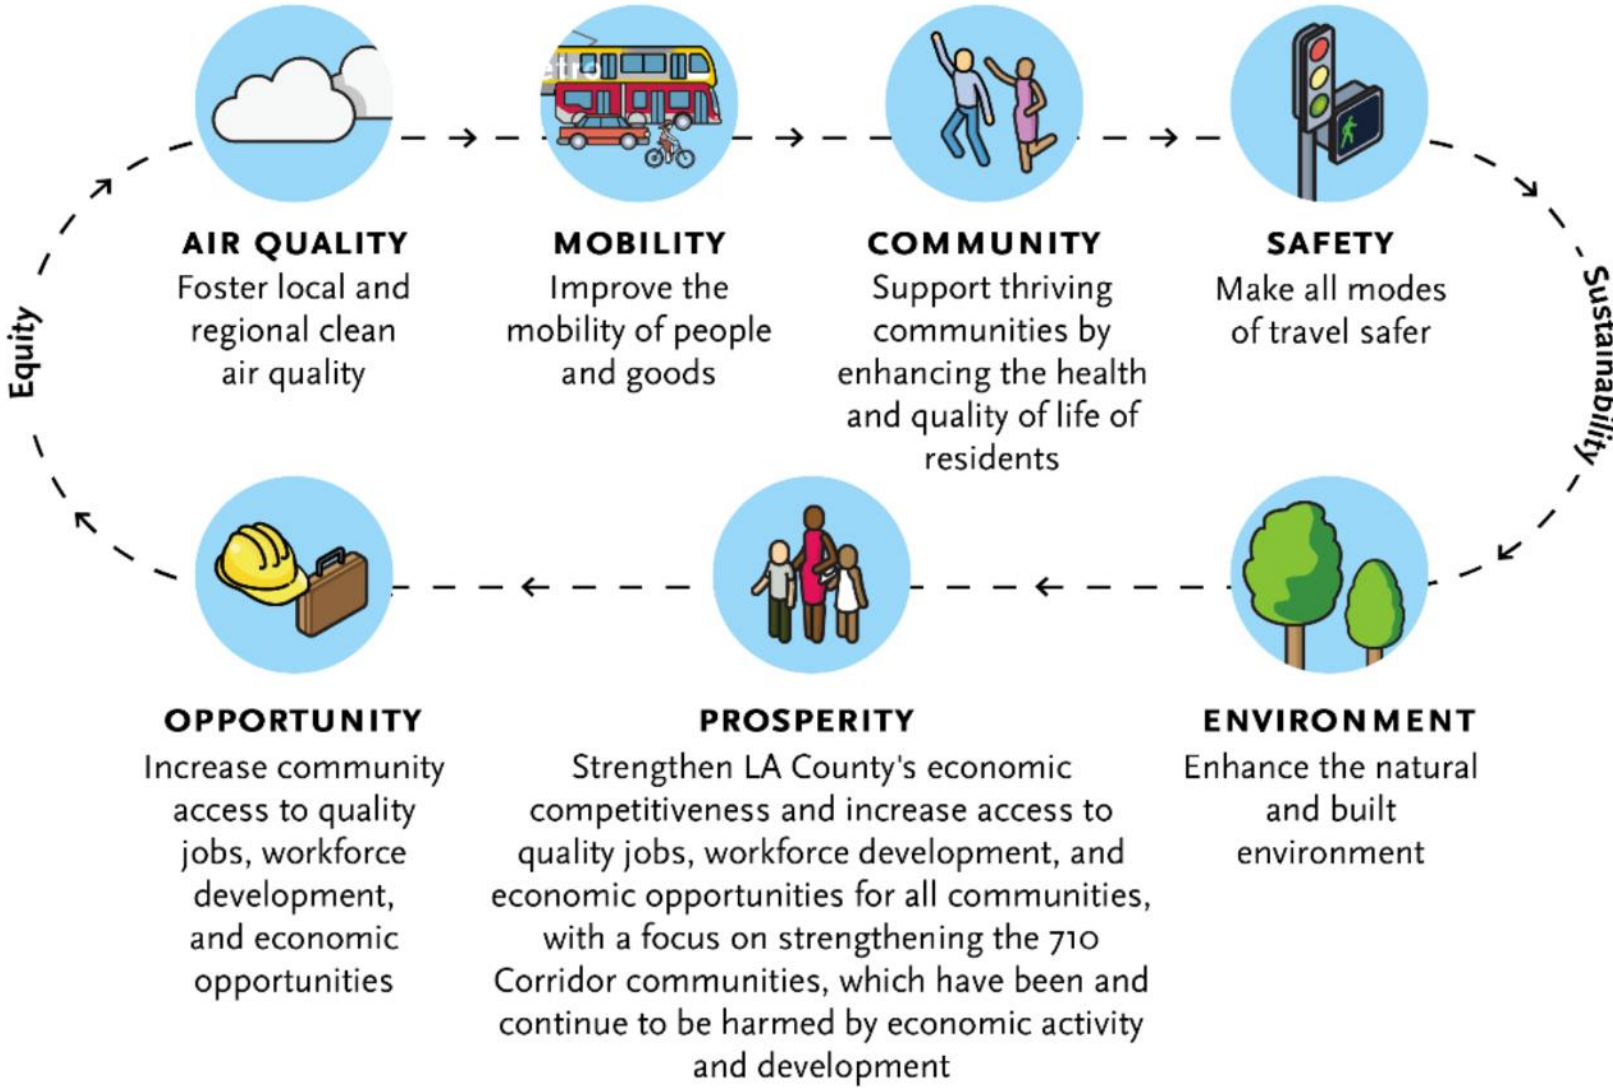 etro
AIR QUALITY
Foster local and
regional clean
air quality
MOBILITY
Improve the
mobility of people
and goods
COMMUNITY
Support thriving
communities by
enhancing the health
and quality of life of
residents
SAFETY
Make all modes
of travel safer
Equity
Sustainability
OPPORTUNITY
Increase community
access to quality
jobs, workforce
development,
and economic
opportunities
PROSPERITY
Strengthen LA County's economic
competitiveness and increase access to
quality jobs, workforce development, and
economic opportunities for all communities,
with a focus on strengthening the 710
Corridor communities, which have been and
continue to be harmed by economic activity
and development
ENVIRONMENT
Enhance the natural
and built
environment